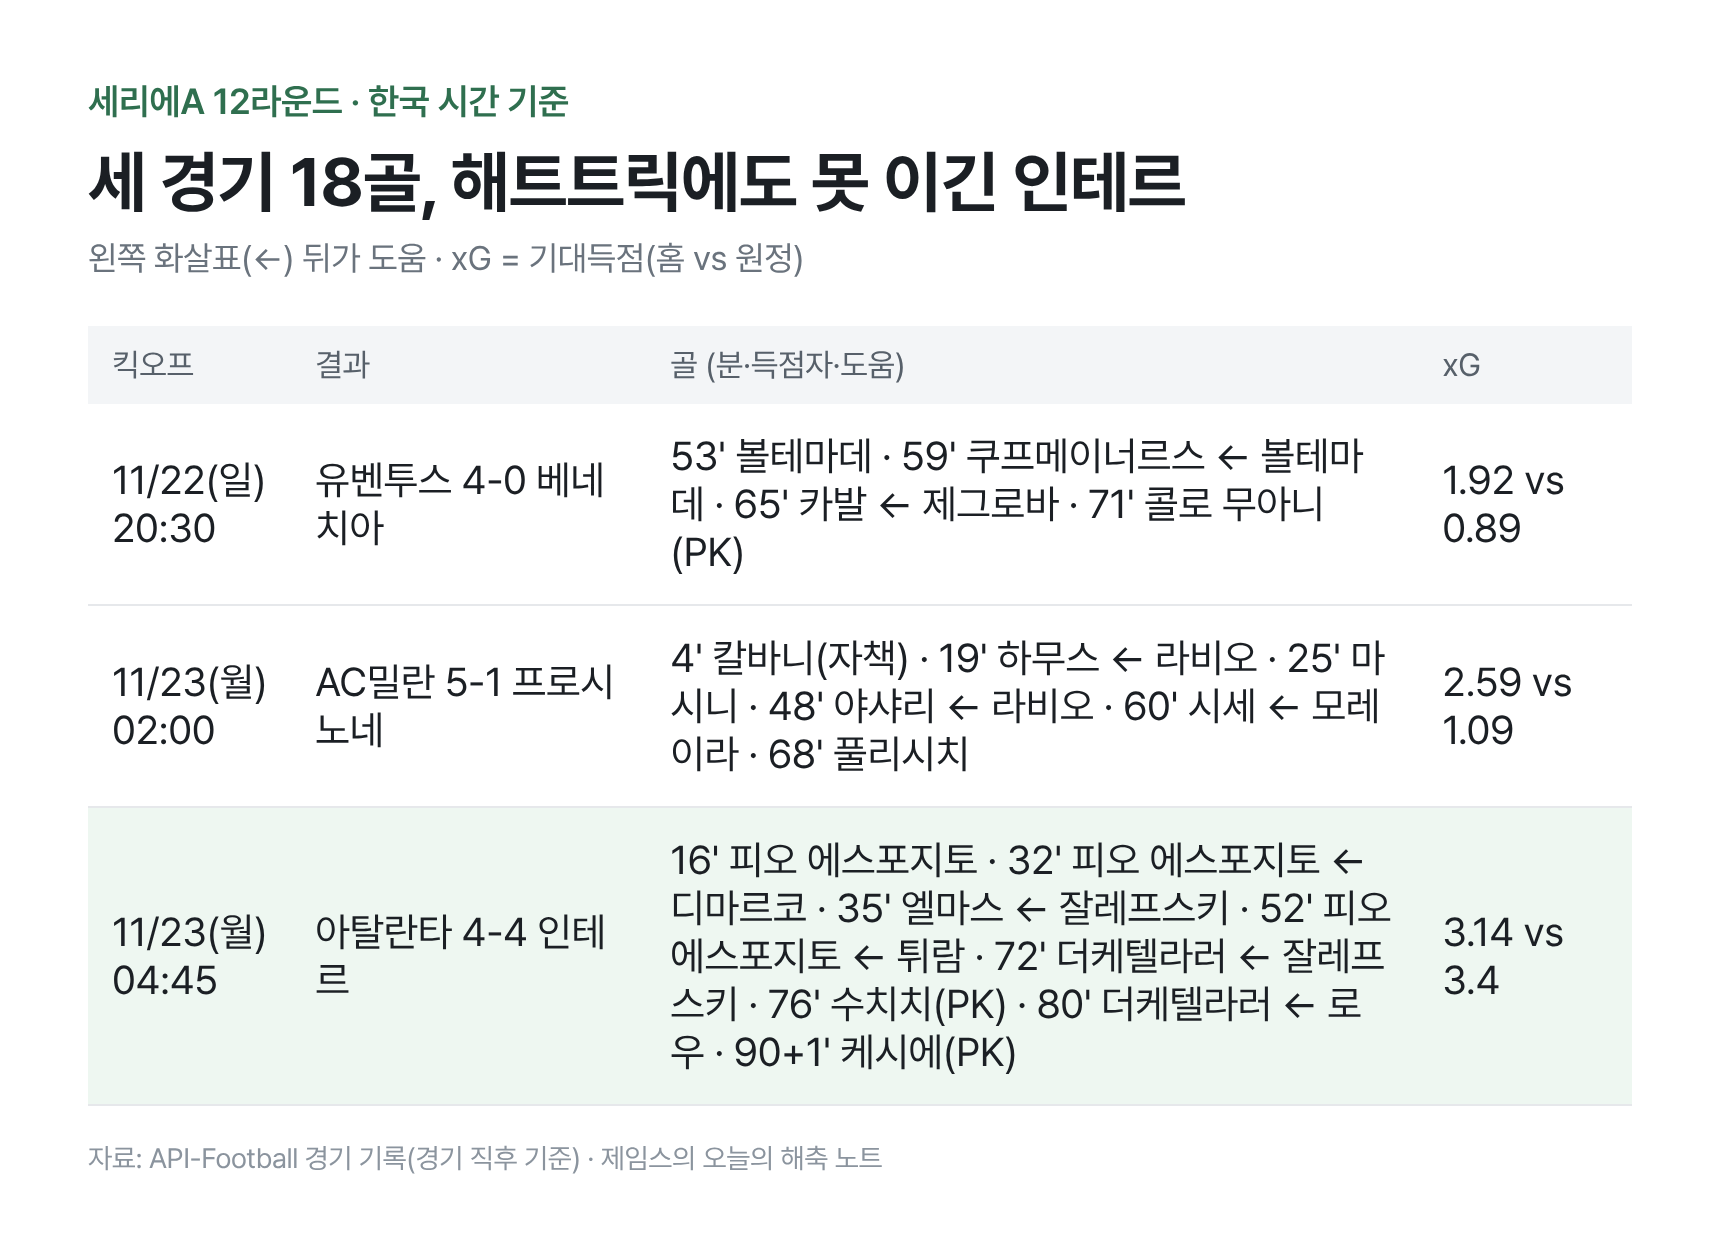 세리에A 12라운드 · 한국 시간 기준
세 경기 18골, 해트트릭에도 못 이긴 인테르
왼쪽 화살표(←) 뒤가 도움 · xG = 기대득점(홈 vs 원정)
킥오프 결과 골 (분·득점자·도움) xG
11/22(일)
20:30
유벤투스 4-0 베네
치아
53' 볼테마데 · 59' 쿠프메이너르스 ← 볼테마
데 · 65' 카발 ← 제그로바 · 71' 콜로 무아니
(PK)
1.92 vs
0.89
11/23(월)
02:00
AC밀란 5-1 프로시
노네
4' 칼바니(자책) · 19' 하무스 ← 라비오 · 25' 마
시니 · 48' 야샤리 ← 라비오 · 60' 시세 ← 모레
이라 · 68' 풀리시치
2.59 vs
1.09
11/23(월)
04:45
아탈란타 4-4 인테
르
16' 피오 에스포지토 · 32' 피오 에스포지토 ←
디마르코 · 35' 엘마스 ← 잘레프스키 · 52' 피오
에스포지토 ← 튀람 · 72' 더케텔라러 ← 잘레프
스키 · 76' 수치치(PK) · 80' 더케텔라러 ← 로
우 · 90+1' 케시에(PK)
3.14 vs
3.4
자료: API-Football 경기 기록(경기 직후 기준) · 제임스의 오늘의 해축 노트